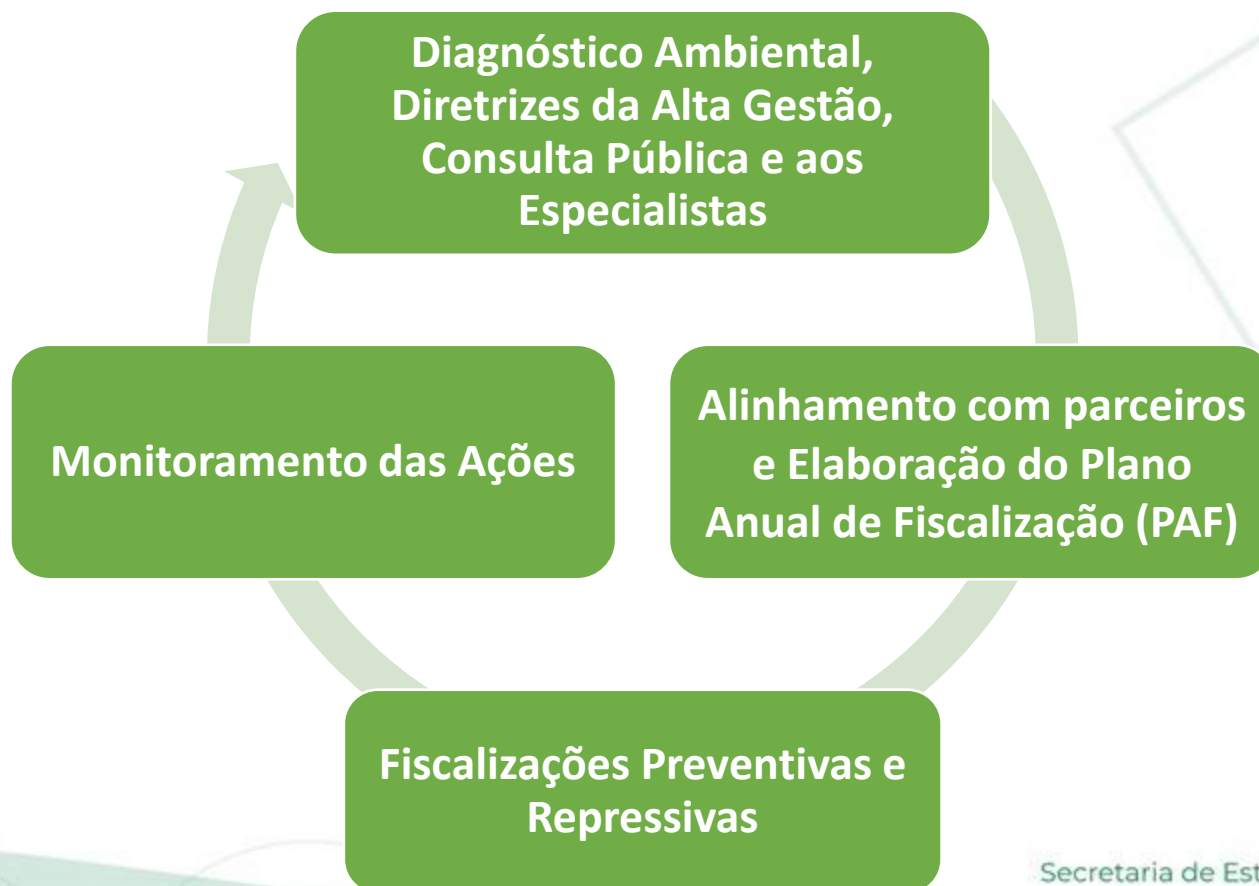 Diagnóstico Ambiental,
Diretrizes da Alta Gestão,
Consulta Pública e aos
Especialistas
Alinhamento com parceiros
e Elaboração do Plano
Anual de Fiscalização (PAF)
Fiscalizações Preventivas e
Repressivas
Monitoramento das Ações
Secretaria de Est